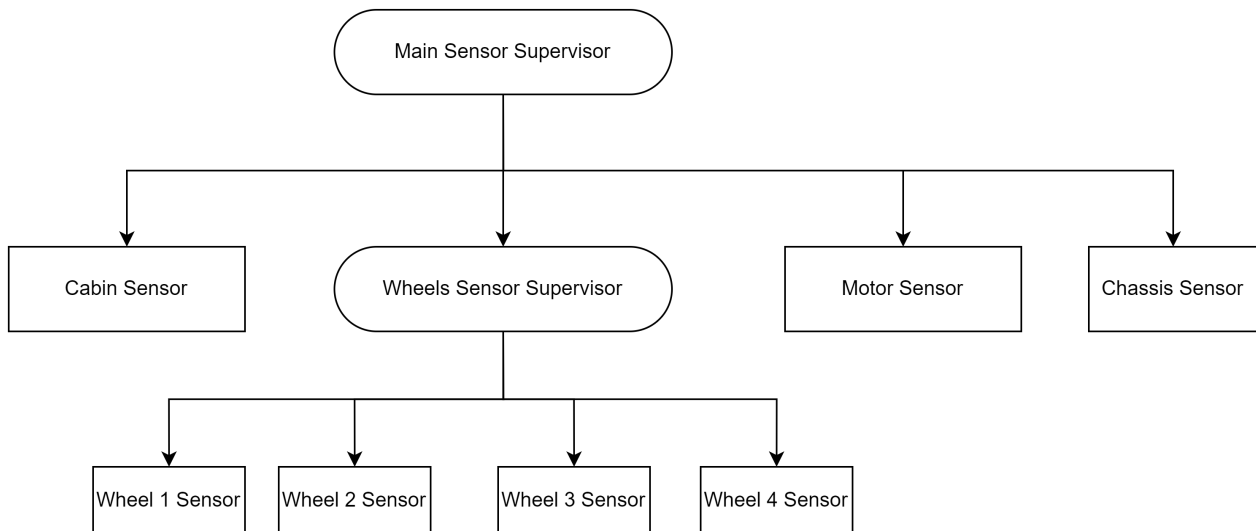 Main Sensor Supervisor
Cabin Sensor
Wheels Sensor Supervisor
Motor Sensor
Chassis Sensor
Wheel 1 Sensor
Wheel 2 Sensor
Wheel 3 Sensor
Wheel 4 Sensor